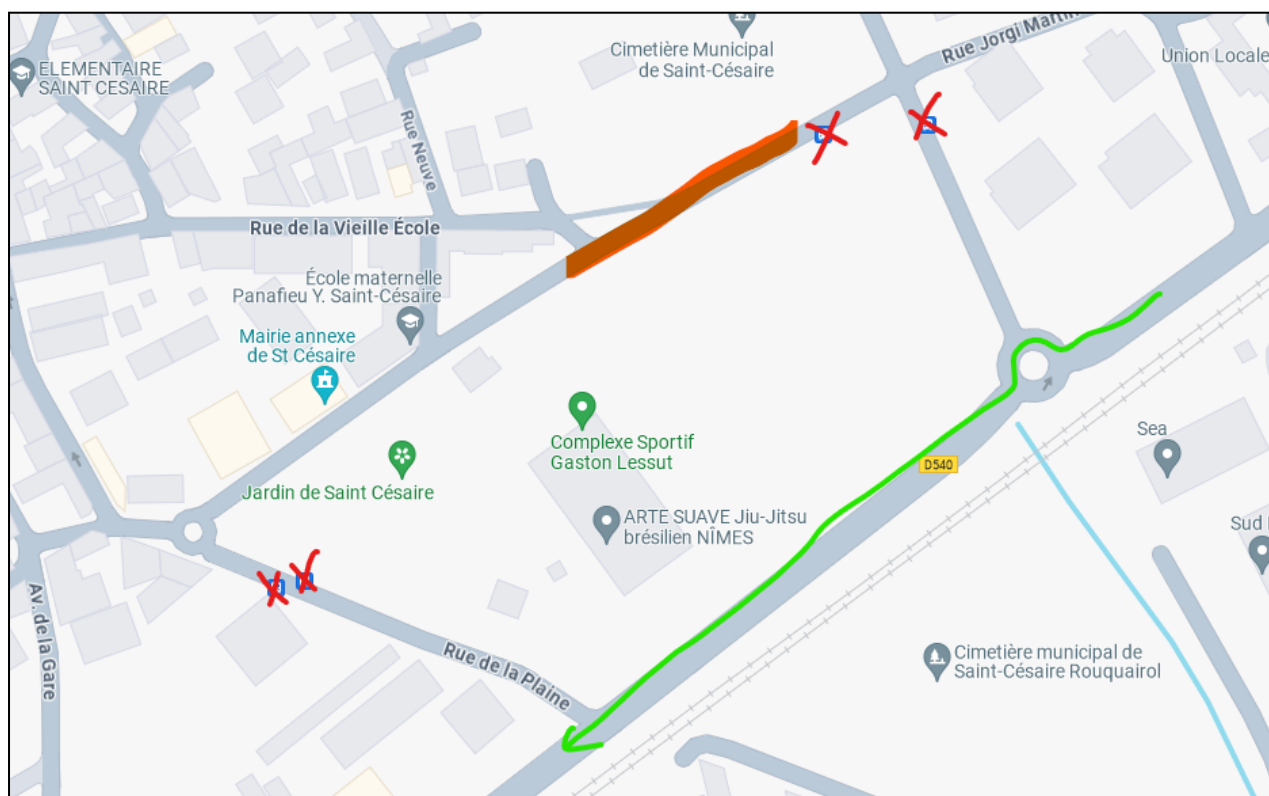 Cimetière Municipal
de Saint-Césaire
Rue Jorgi Martin
Union Locale
ELEMENTAIRE
SAINT CESAIRE
Rue Neuve
Rue de la Vieille École
École maternelle
Panafieu Y. Saint-Césaire
Mairie annexe
de St Césaire
Complexe Sportif
Gaston Lessut
Sea
D540
Jardin de Saint Césaire
ARTE SUAVE Jiu-Jitsu
brésilien NÎMES
Sud
Av. de la Gare
Rue de la Plaine
Cimetière municipal de
Saint-Césaire Rouquairol